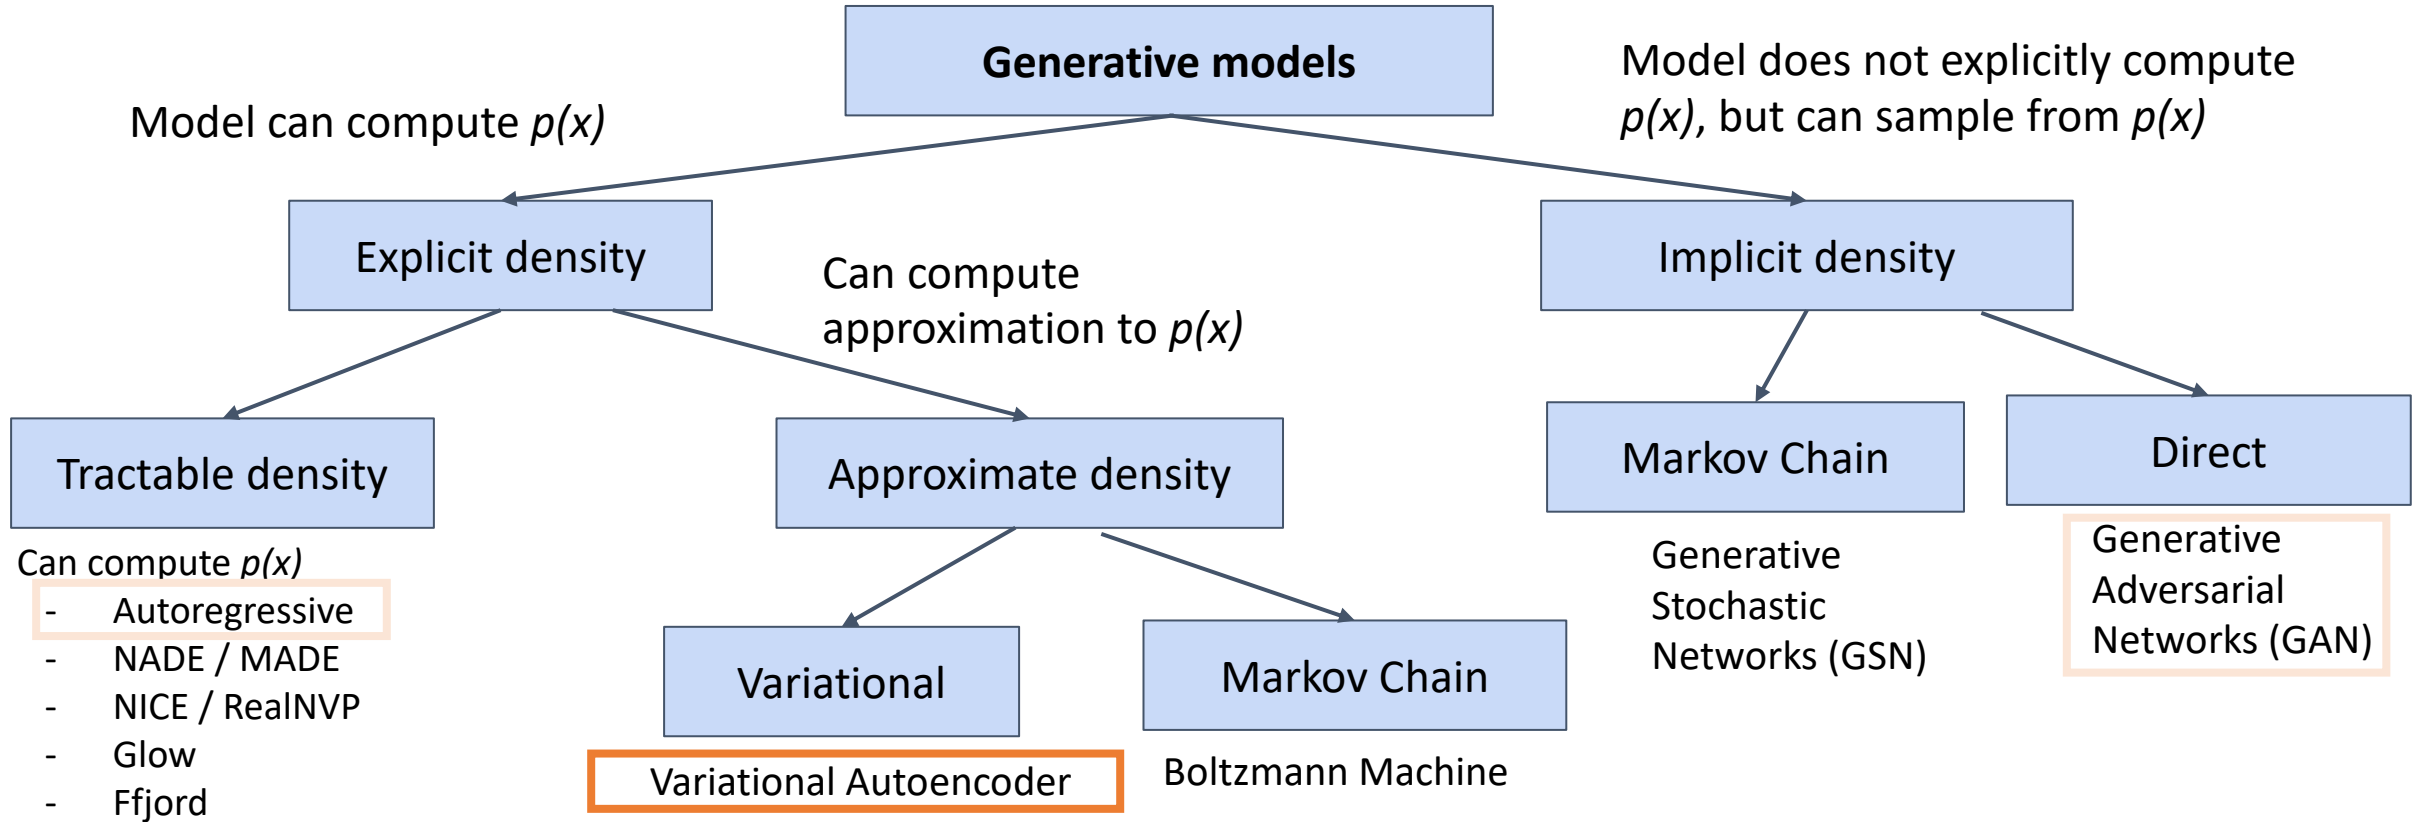 Generative models
Model can compute p(x)
Model does not explicitly compute
p(x), but can sample from p(x)
Explicit density
Implicit density
Can compute
approximation to p(x)
Tractable density
Approximate density
Markov Chain
Direct
Can compute p(x)
- Autoregressive
- NADE / MADE
- NICE / RealNVP
- Glow
- Ffjord
Variational
Markov Chain
Variational Autoencoder
Boltzmann Machine
Generative
Stochastic
Networks (GSN)
Generative
Adversarial
Networks (GAN)